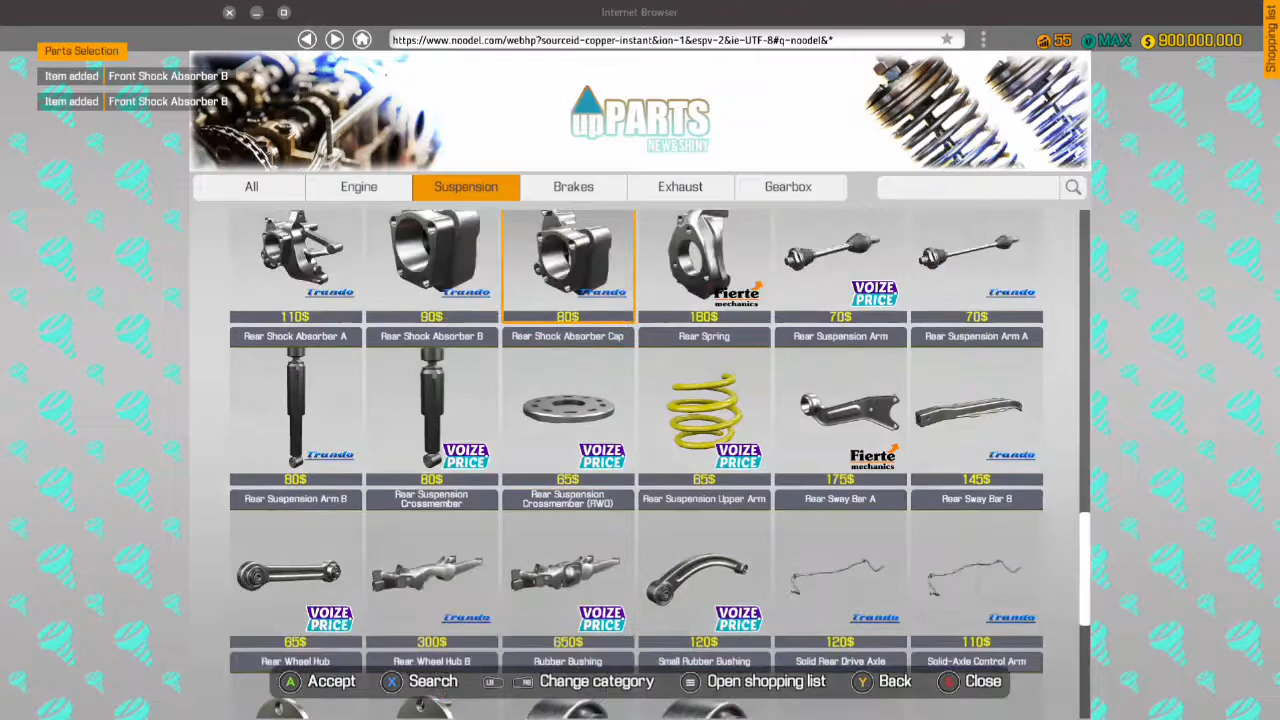 Internet Browser
Shopping list
https://www.noodel.com/webhp?sourceid-copper-instant&ion-1&espv-2&ie-UTF-8#q-noodel&*
55 MAX $ 900,000,000
Parts Selection
Item added Front Shock Absorber B
Item added Front Shock Absorber B
upPARTS
NEW&SHINY
All Engine Suspension Brakes Exhaust Gearbox
Trando Trando Trando Fierte mechanics VOIZE PRICE Trando
110$ 90$ 80$ 180$ 70$ 70$
Rear Shock Absorber A Rear Shock Absorber B Rear Shock Absorber Cap Rear Spring Rear Suspension Arm Rear Suspension Arm A
Trando VOIZE PRICE VOIZE PRICE VOIZE PRICE Fierte mechanics Trando
80$ 80$ 65$ 65$ 175$ 145$
Rear Suspension Arm B Rear Suspension Crossmember Rear Suspension Crossmember (RWD) Rear Suspension Upper Arm Rear Sway Bar A Rear Sway Bar B
VOIZE PRICE Trando VOIZE PRICE VOIZE PRICE Trando Trando
65$ 300$ 650$ 120$ 120$ 110$
Rear Wheel Hub Rear Wheel Hub B Rubber Bushing Small Rubber Bushing Solid Rear Drive Axle Solid-Axle Control Arm
A Accept X Search LB RB Change category Open shopping list Y Back B Close